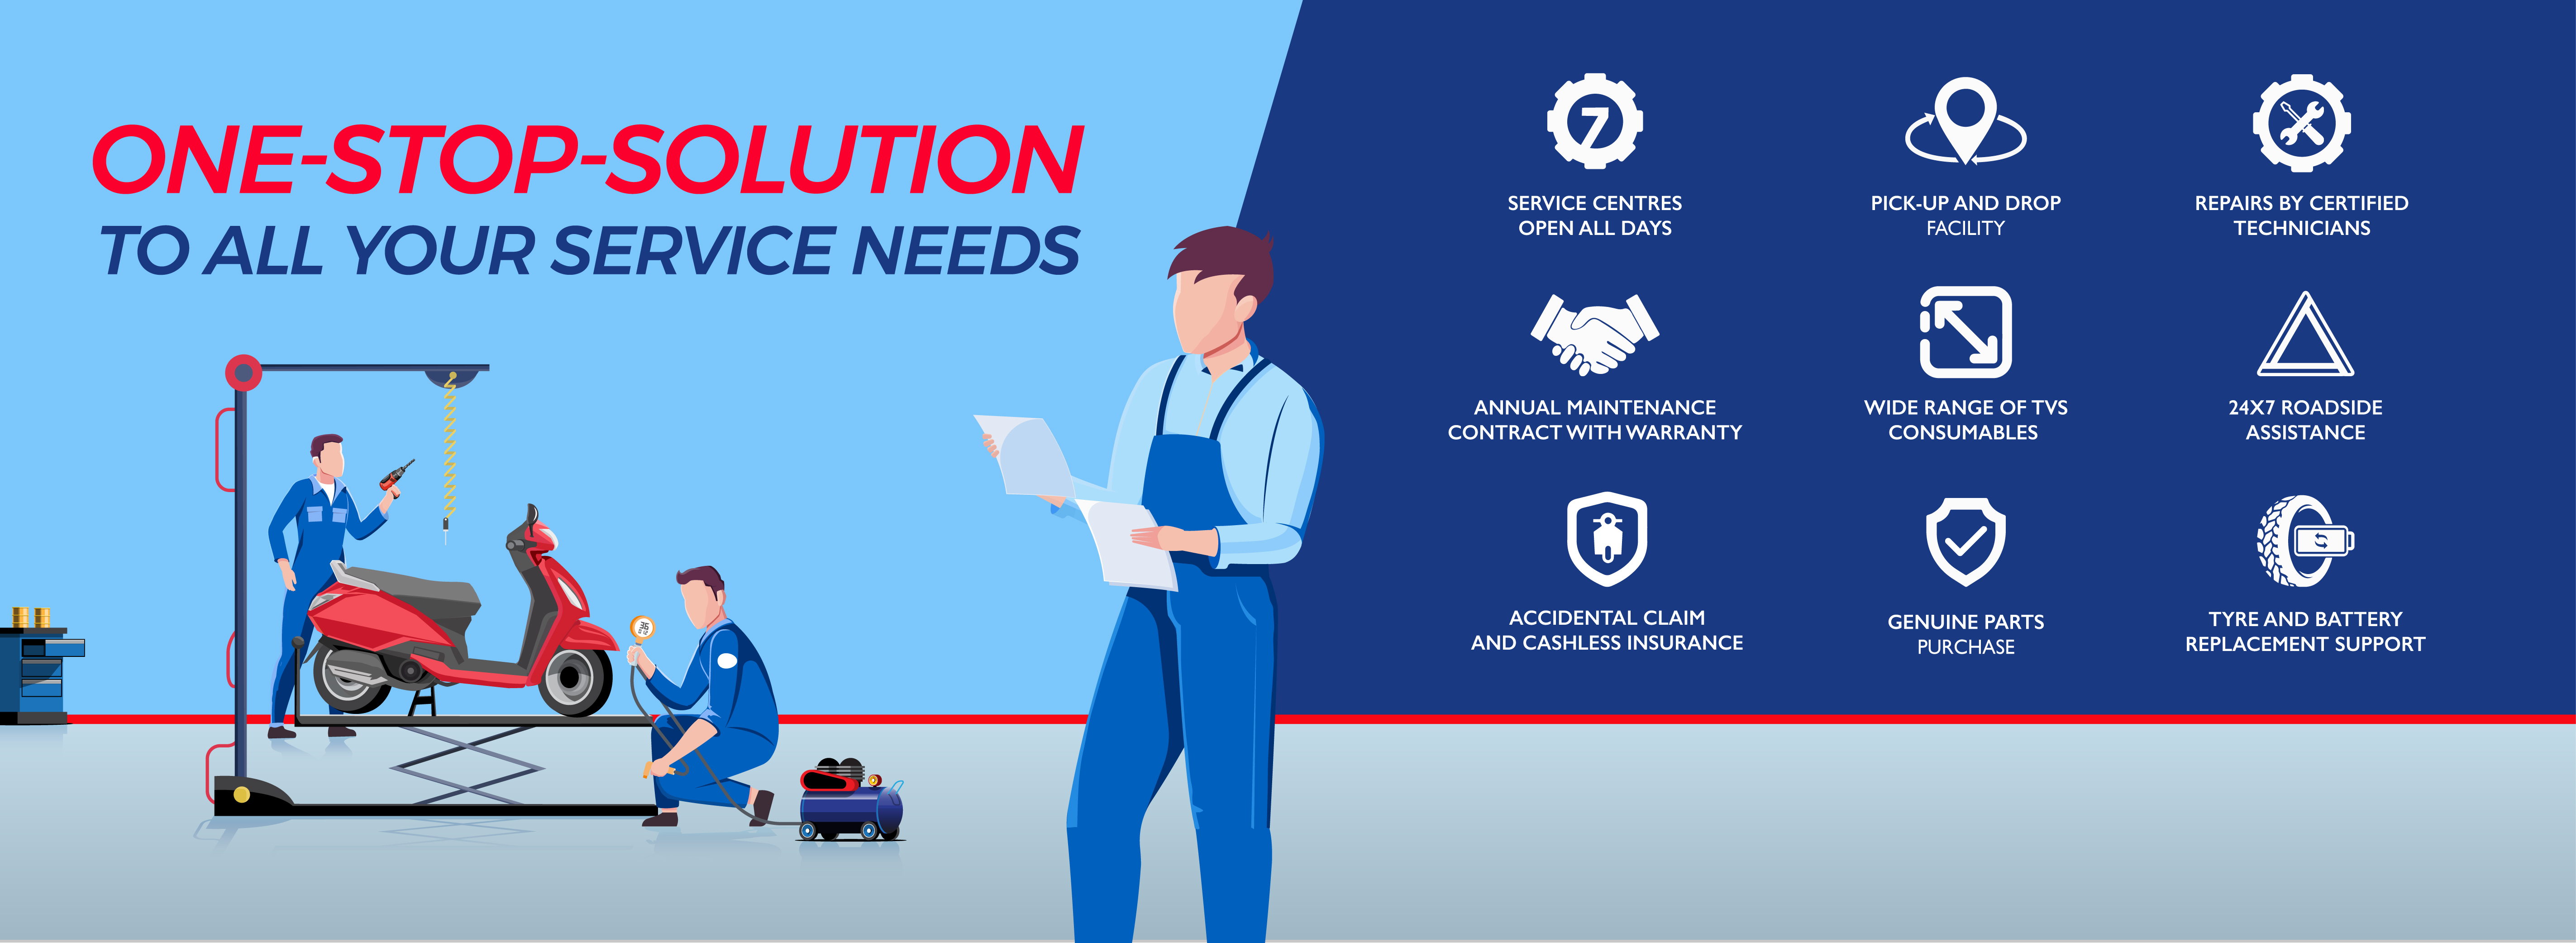 ONE-STOP-SOLUTION
TO ALL YOUR SERVICE NEEDS
7
SERVICE CENTRES
OPEN ALL DAYS
PICK-UP AND DROP
FACILITY
REPAIRS BY CERTIFIED
TECHNICIANS
ANNUAL MAINTENANCE
CONTRACT WITH WARRANTY
WIDE RANGE OF TVS
CONSUMABLES
24X7 ROADSIDE
ASSISTANCE
ACCIDENTAL CLAIM
AND CASHLESS INSURANCE
GENUINE PARTS
PURCHASE
TYRE AND BATTERY
REPLACEMENT SUPPORT